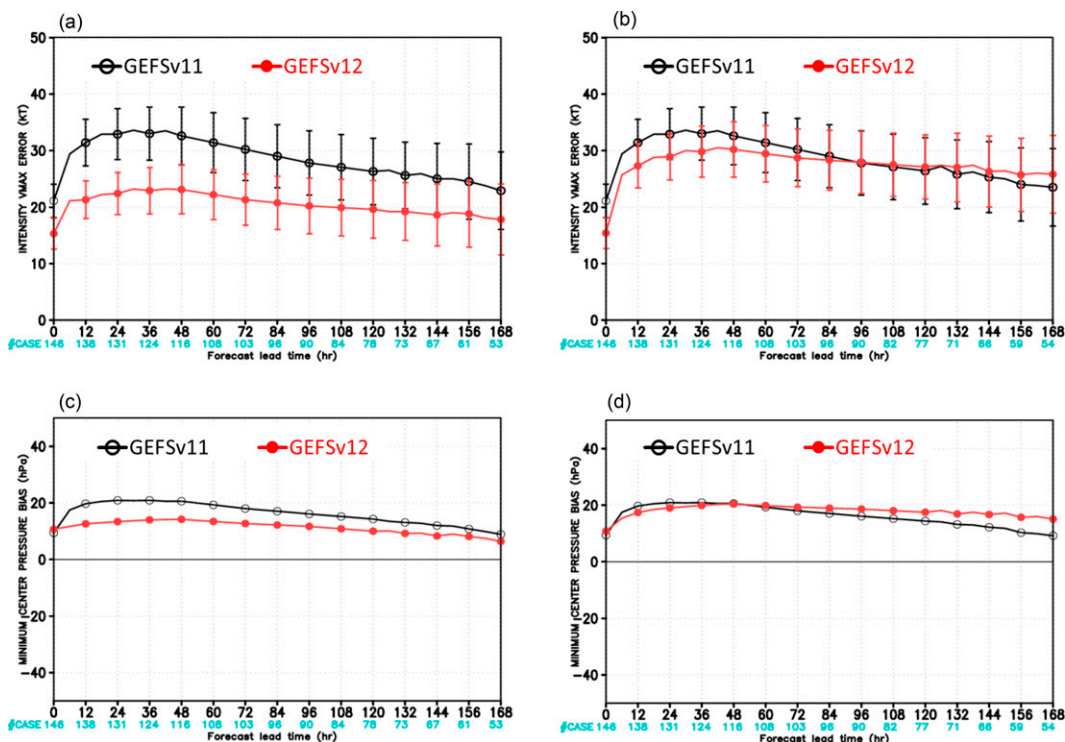 (a)
50
40
30
20
10
0
INTENSITY VMAX ERROR (KT)
GEFSv11 GEFSv12
0 12 24 36 48 60 72 84 96 108 120 132 144 156 168
#CASE 146 138 131 124 116 108 103 96 90 84 78 73 67 61 53
Forecast lead time (hr)
(b)
50
40
30
20
10
0
INTENSITY VMAX ERROR (KT)
GEFSv11 GEFSv12
0 12 24 36 48 60 72 84 96 108 120 132 144 156 168
#CASE 146 138 131 124 116 108 103 96 90 82 77 71 66 59 54
Forecast lead time (hr)
(c)
40
20
0
−20
−40
MINIMUM CENTER PRESSURE BIAS (hPa)
GEFSv11 GEFSv12
0 12 24 36 48 60 72 84 96 108 120 132 144 156 168
#CASE 146 138 131 124 116 108 103 96 90 84 78 73 67 61 53
Forecast lead time (hr)
(d)
40
20
0
−20
−40
MINIMUM CENTER PRESSURE BIAS (hPa)
GEFSv11 GEFSv12
0 12 24 36 48 60 72 84 96 108 120 132 144 156 168
#CASE 146 138 131 124 116 108 103 96 90 82 77 71 66 59 54
Forecast lead time (hr)